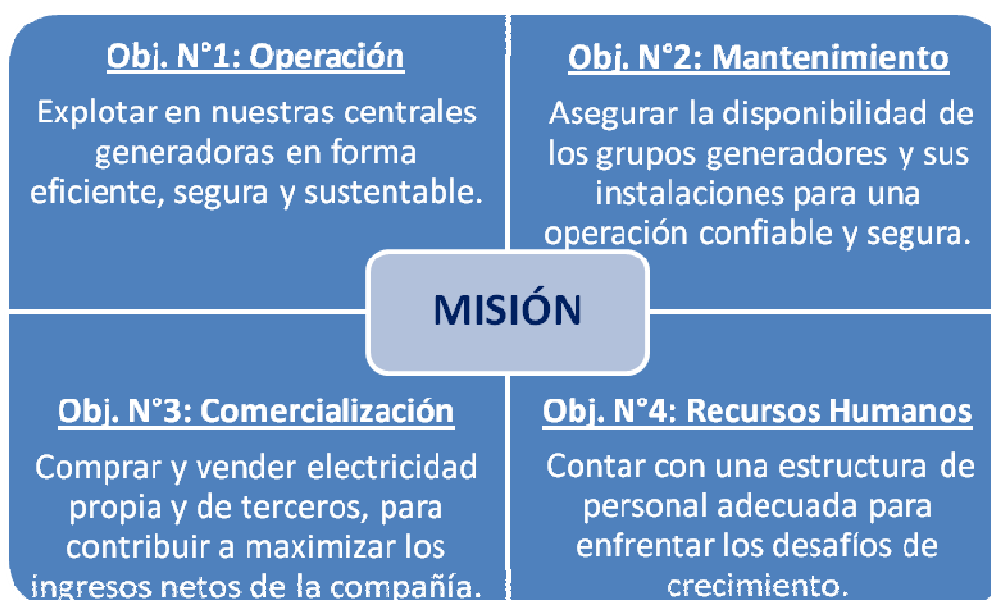 Obj. N°1: Operación
Explotar en nuestras centrales
generadoras en forma
eficiente, segura y sustentable.
Obj. N°2: Mantenimiento
Asegurar la disponibilidad de
los grupos generadores y sus
instalaciones para una
operación confiable y segura.
MISIÓN
Obj. N°3: Comercialización
Comprar y vender electricidad
propia y de terceros, para
contribuir a maximizar los
ingresos netos de la compañía.
Obj. N°4: Recursos Humanos
Contar con una estructura de
personal adecuada para
enfrentar los desafíos de
crecimiento.